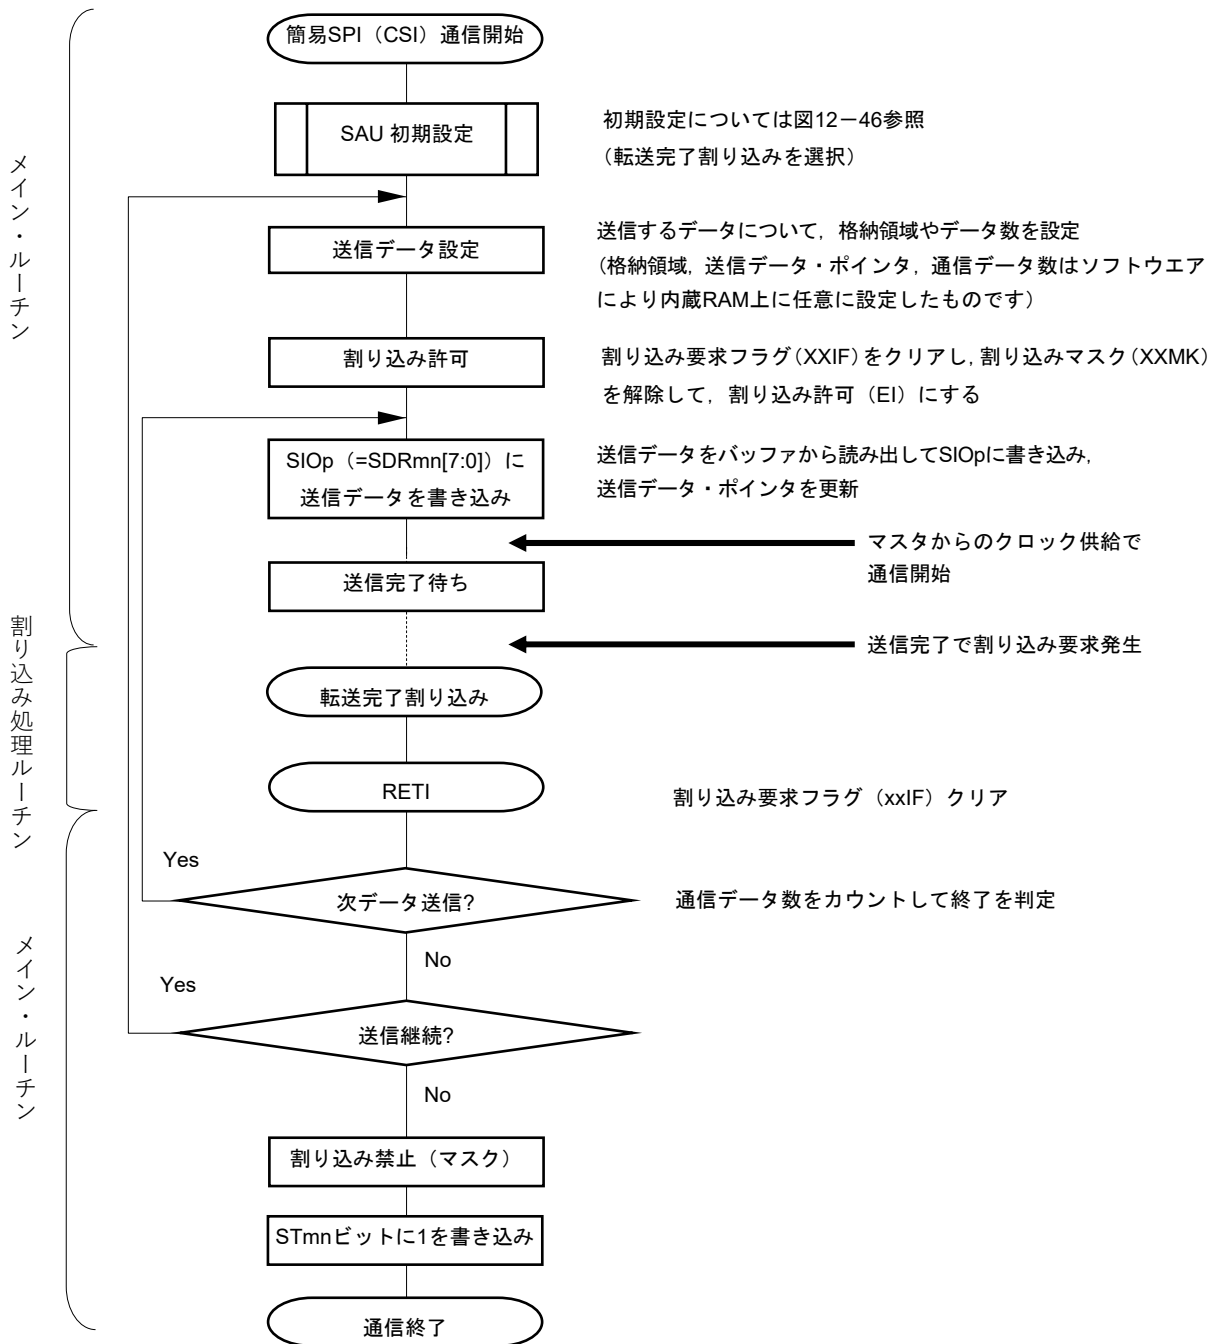 簡易SPI（CSI）通信開始
SAU 初期設定
初期設定については図12－46参照
（転送完了割り込みを選択）
メイン・ルーチン
送信データ設定
送信するデータについて，格納領域やデータ数を設定
（格納領域，送信データ・ポインタ，通信データ数はソフトウエア
により内蔵RAM上に任意に設定したものです）
割り込み許可
割り込み要求フラグ（XXIF）をクリアし，割り込みマスク（XXMK）
を解除して，割り込み許可（EI）にする
SIOp（=SDRmn[7:0]）に
送信データを書き込み
送信データをバッファから読み出してSIOpに書き込み，
送信データ・ポインタを更新
マスタからのクロック供給で
通信開始
送信完了待ち
送信完了で割り込み要求発生
割り込み処理ルーチン
転送完了割り込み
RETI
割り込み要求フラグ（xxIF）クリア
Yes
次データ送信?
通信データ数をカウントして終了を判定
No
メイン・ルーチン
Yes
送信継続?
No
割り込み禁止（マスク）
STmnビットに1を書き込み
通信終了